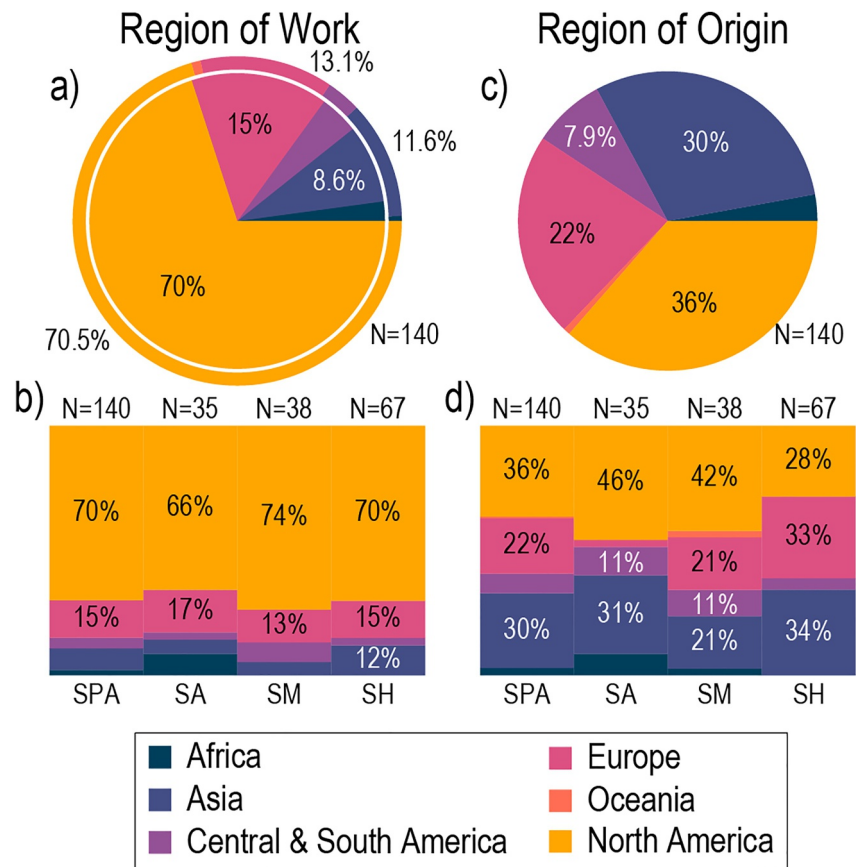 Region of Work
Region of Origin
a)
13.1%
15%
11.6%
8.6%
70%
70.5%
N=140
c)
7.9%
30%
22%
36%
N=140
b)
N=140 N=35 N=38 N=67
70% 66% 74% 70%
15% 17% 13% 15%
12%
SPA SA SM SH
d)
N=140 N=35 N=38 N=67
36% 46% 42% 28%
22% 11% 21% 33%
11%
30% 31% 21% 34%
SPA SA SM SH
Africa
Asia
Central & South America
Europe
Oceania
North America